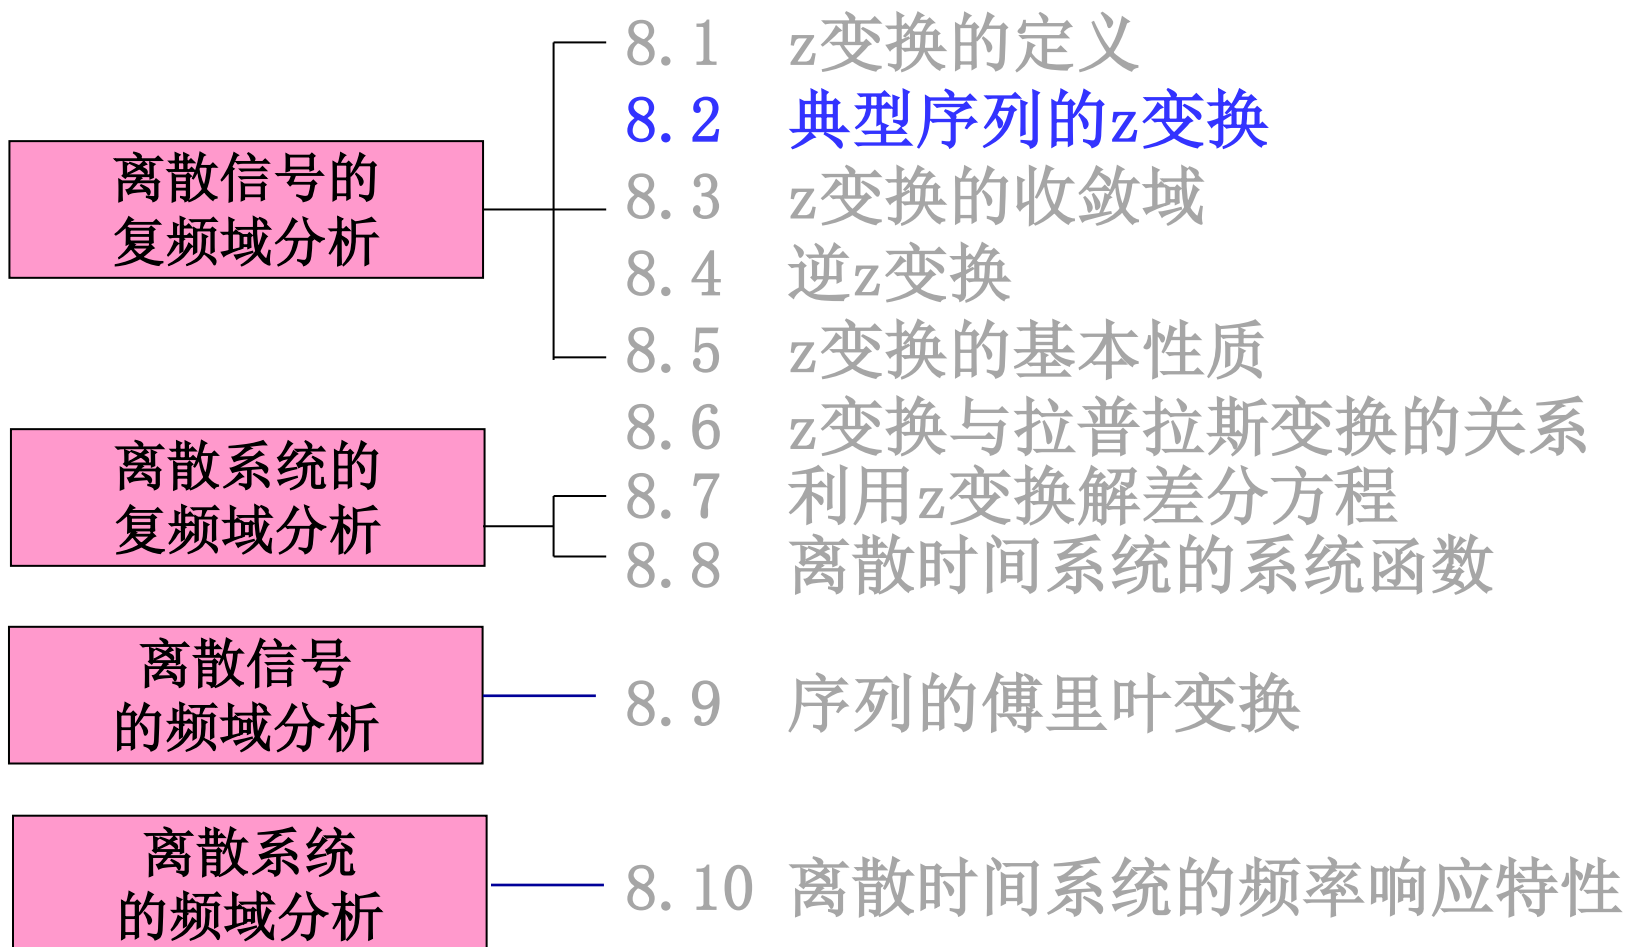 8.1 z变换的定义
8.2 典型序列的z变换
离散信号的
复频域分析
8.3 z变换的收敛域
8.4 逆z变换
8.5 z变换的基本性质
8.6 z变换与拉普拉斯变换的关系
离散系统的
复频域分析
8.7 利用z变换解差分方程
8.8 离散时间系统的系统函数
离散信号
的频域分析
8.9 序列的傅里叶变换
离散系统
的频域分析
8.10 离散时间系统的频率响应特性